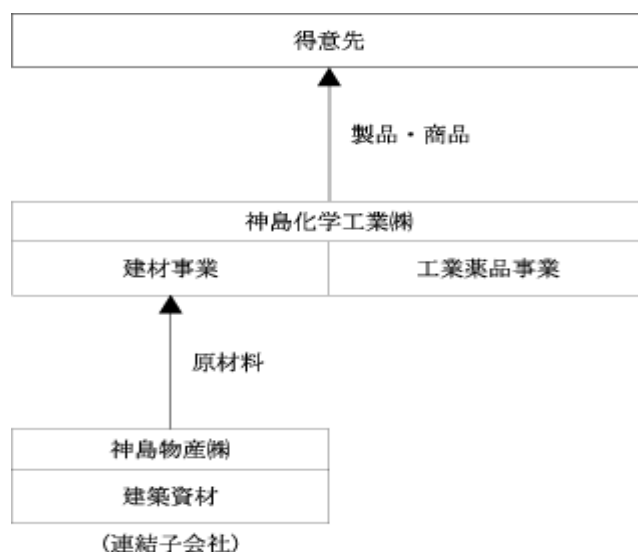 得意先
製品・商品
神島化学工業㈱
建材事業
工業薬品事業
原材料
神島物産㈱
建築資材
(連結子会社)